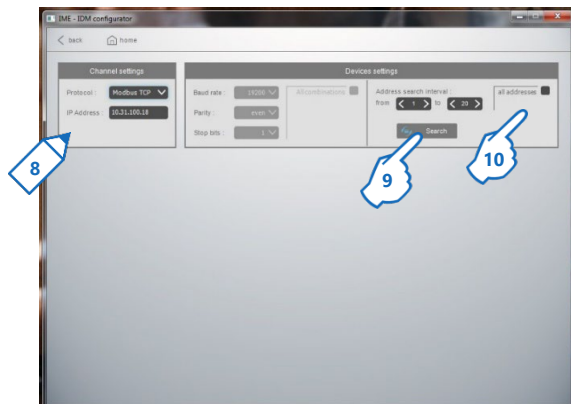 IME - IDM configurator
back home
Channel settings
Protocol : Modbus TCP
IP Address : 10.31.100.18
Devices settings
Baud rate : 19200
Parity : even
Stop bits : 1
All combinations
Address search interval :
from 1 to 20
all addresses
Search
8
9
10